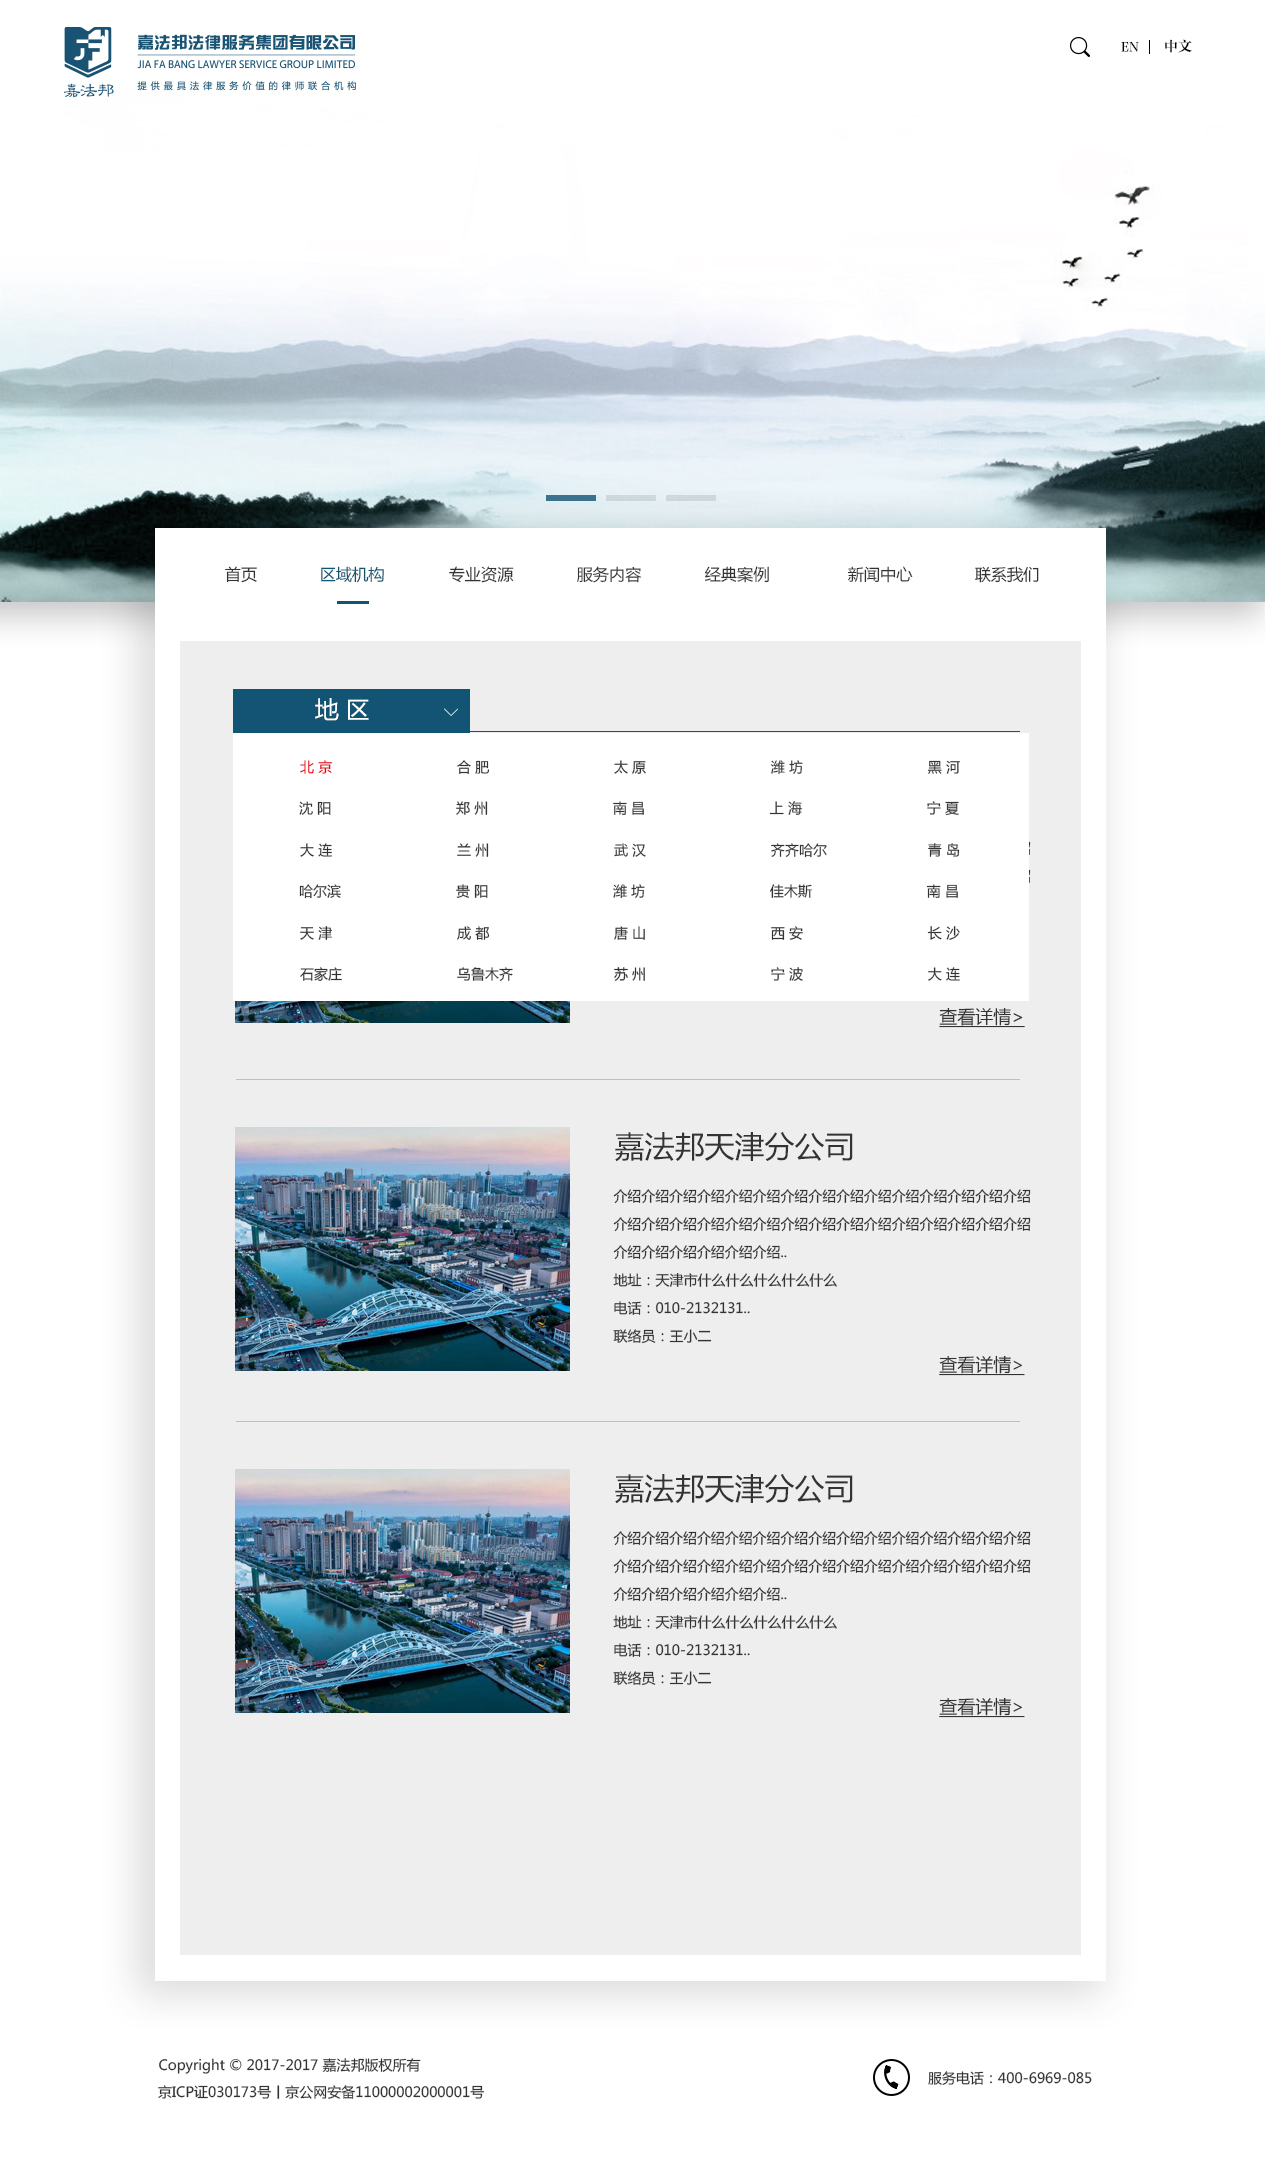 嘉法邦
嘉法邦法律服务集团有限公司
JIA FA BANG LAWYER SERVICE GROUP LIMITED
提供最具法律服务价值的律师联合机构
EN | 中文
首页 区域机构 专业资源 服务内容 经典案例 新闻中心 联系我们
地 区
北 京 合 肥 太 原 潍 坊 黑 河
沈 阳 郑 州 南 昌 上 海 宁 夏
大 连 兰 州 武 汉 齐齐哈尔 青 岛
哈尔滨 贵 阳 潍 坊 佳木斯 南 昌
天 津 成 都 唐 山 西 安 长 沙
石家庄 乌鲁木齐 苏 州 宁 波 大 连
查看详情>
嘉法邦天津分公司
介绍介绍介绍介绍介绍介绍介绍介绍介绍介绍介绍介绍介绍介绍介绍
介绍介绍介绍介绍介绍介绍介绍介绍介绍介绍介绍介绍介绍介绍介绍
介绍介绍介绍介绍介绍介绍..
地址：天津市什么什么什么什么什么
电话：010-2132131..
联络员：王小二
查看详情>
嘉法邦天津分公司
介绍介绍介绍介绍介绍介绍介绍介绍介绍介绍介绍介绍介绍介绍介绍
介绍介绍介绍介绍介绍介绍介绍介绍介绍介绍介绍介绍介绍介绍介绍
介绍介绍介绍介绍介绍介绍..
地址：天津市什么什么什么什么什么
电话：010-2132131..
联络员：王小二
查看详情>
Copyright © 2017-2017 嘉法邦版权所有
京ICP证030173号 | 京公网安备11000002000001号
服务电话：400-6969-085